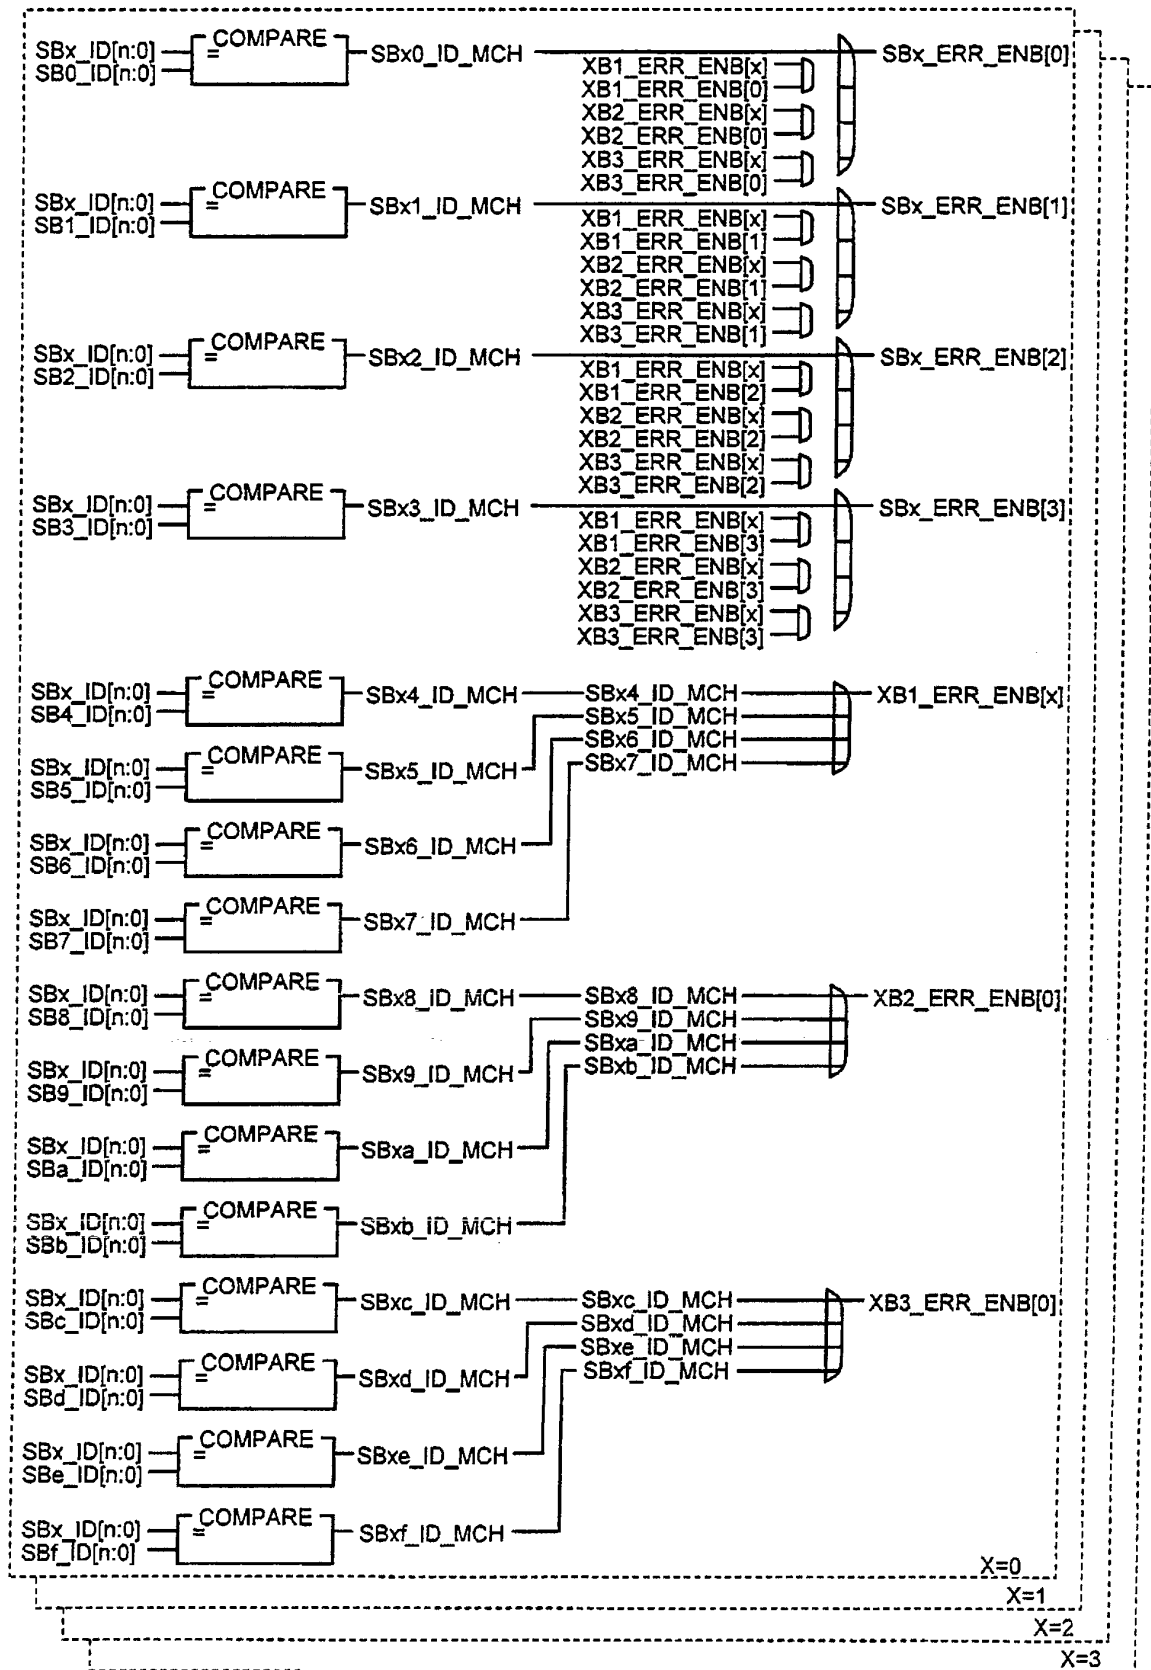 COMPARE
SBx_ID[n:0]
SB0_ID[n:0]
=
SBx0_ID_MCH
SBx_ERR_ENB[0]
XB1_ERR_ENB[x]
XB1_ERR_ENB[0]
XB2_ERR_ENB[x]
XB2_ERR_ENB[0]
XB3_ERR_ENB[x]
XB3_ERR_ENB[0]
COMPARE
SBx_ID[n:0]
SB1_ID[n:0]
=
SBx1_ID_MCH
SBx_ERR_ENB[1]
XB1_ERR_ENB[x]
XB1_ERR_ENB[1]
XB2_ERR_ENB[x]
XB2_ERR_ENB[1]
XB3_ERR_ENB[x]
XB3_ERR_ENB[1]
COMPARE
SBx_ID[n:0]
SB2_ID[n:0]
=
SBx2_ID_MCH
SBx_ERR_ENB[2]
XB1_ERR_ENB[x]
XB1_ERR_ENB[2]
XB2_ERR_ENB[x]
XB2_ERR_ENB[2]
XB3_ERR_ENB[x]
XB3_ERR_ENB[2]
COMPARE
SBx_ID[n:0]
SB3_ID[n:0]
=
SBx3_ID_MCH
SBx_ERR_ENB[3]
XB1_ERR_ENB[x]
XB1_ERR_ENB[3]
XB2_ERR_ENB[x]
XB2_ERR_ENB[3]
XB3_ERR_ENB[x]
XB3_ERR_ENB[3]
COMPARE
SBx_ID[n:0]
SB4_ID[n:0]
=
SBx4_ID_MCH
SBx4_ID_MCH
SBx5_ID_MCH
SBx6_ID_MCH
SBx7_ID_MCH
XB1_ERR_ENB[x]
COMPARE
SBx_ID[n:0]
SB5_ID[n:0]
=
SBx5_ID_MCH
COMPARE
SBx_ID[n:0]
SB6_ID[n:0]
=
SBx6_ID_MCH
COMPARE
SBx_ID[n:0]
SB7_ID[n:0]
=
SBx7_ID_MCH
COMPARE
SBx_ID[n:0]
SB8_ID[n:0]
=
SBx8_ID_MCH
SBx8_ID_MCH
SBx9_ID_MCH
SBxa_ID_MCH
SBxb_ID_MCH
XB2_ERR_ENB[0]
COMPARE
SBx_ID[n:0]
SB9_ID[n:0]
=
SBx9_ID_MCH
COMPARE
SBx_ID[n:0]
SBa_ID[n:0]
=
SBxa_ID_MCH
COMPARE
SBx_ID[n:0]
SBb_ID[n:0]
=
SBxb_ID_MCH
COMPARE
SBx_ID[n:0]
SBc_ID[n:0]
=
SBxc_ID_MCH
SBxc_ID_MCH
SBxd_ID_MCH
SBxe_ID_MCH
SBxf_ID_MCH
XB3_ERR_ENB[0]
COMPARE
SBx_ID[n:0]
SBd_ID[n:0]
=
SBxd_ID_MCH
COMPARE
SBx_ID[n:0]
SBe_ID[n:0]
=
SBxe_ID_MCH
COMPARE
SBx_ID[n:0]
SBf_ID[n:0]
=
SBxf_ID_MCH
X=0
X=1
X=2
X=3